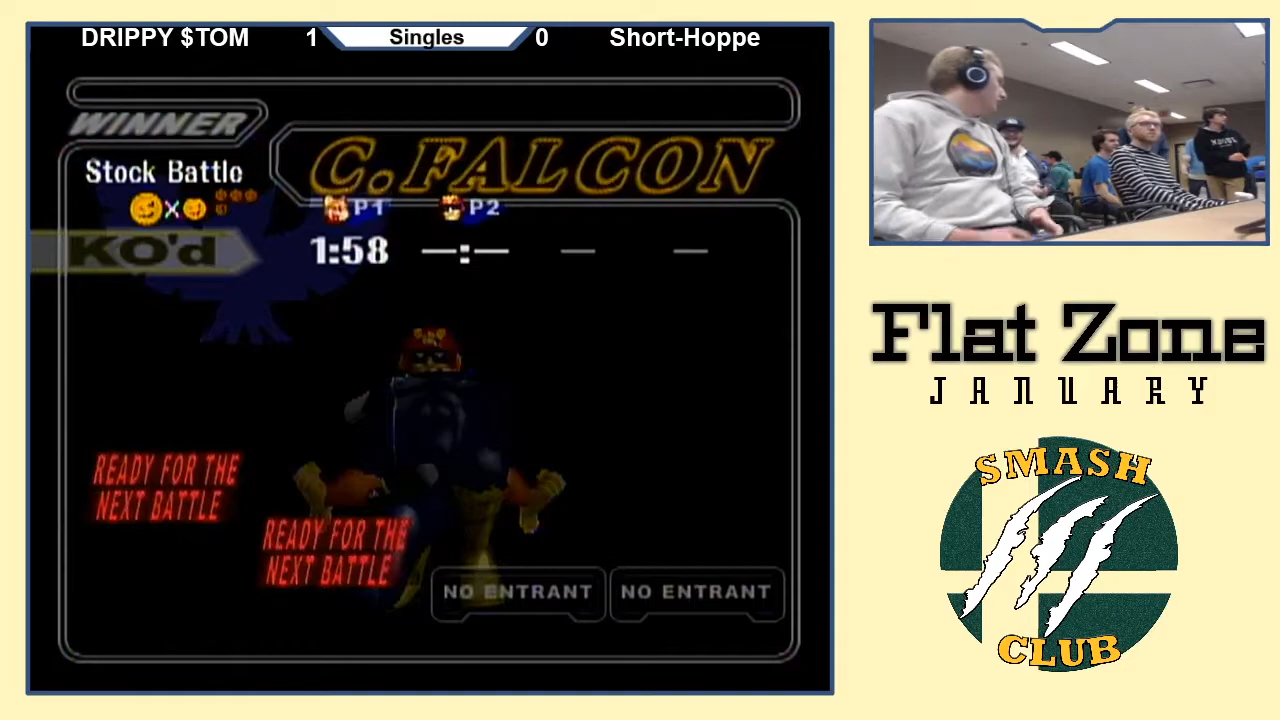 DRIPPY $TOM 1 Singles 0 Short-Hoppe
WINNER
C.FALCON
Stock Battle
P1 P2
KO'd 1:58 —:— — —
READY FOR THE
NEXT BATTLE
READY FOR THE
NEXT BATTLE
NO ENTRANT NO ENTRANT
Flat Zone
JANUARY
SMASH
CLUB